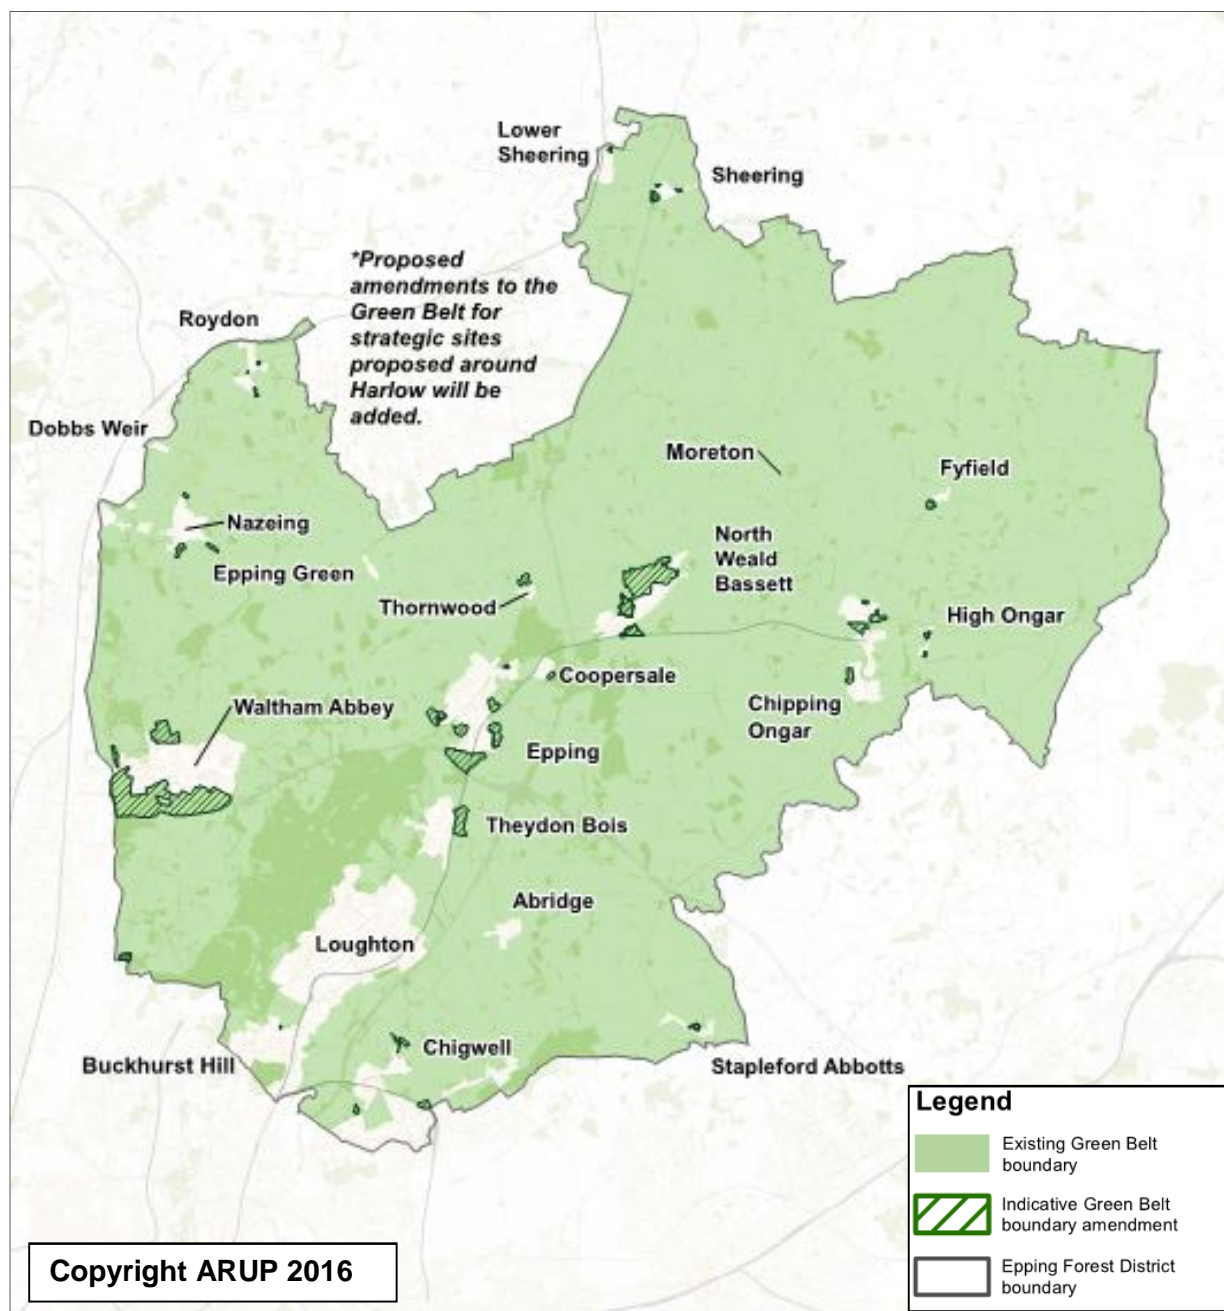 Lower
Sheering
Sheering
*Proposed
amendments to the
Green Belt for
strategic sites
proposed around
Harlow will be
added.
Roydon
Dobbs Weir
Moreton
Fyfield
Nazeing
North
Weald
Bassett
Epping Green
Thornwood
High Ongar
Coopersale
Waltham Abbey
Chipping
Ongar
Epping
Theydon Bois
Abridge
Loughton
Chigwell
Buckhurst Hill
Stapleford Abbotts
Legend
Existing Green Belt
boundary
Indicative Green Belt
boundary amendment
Epping Forest District
boundary
Copyright ARUP 2016